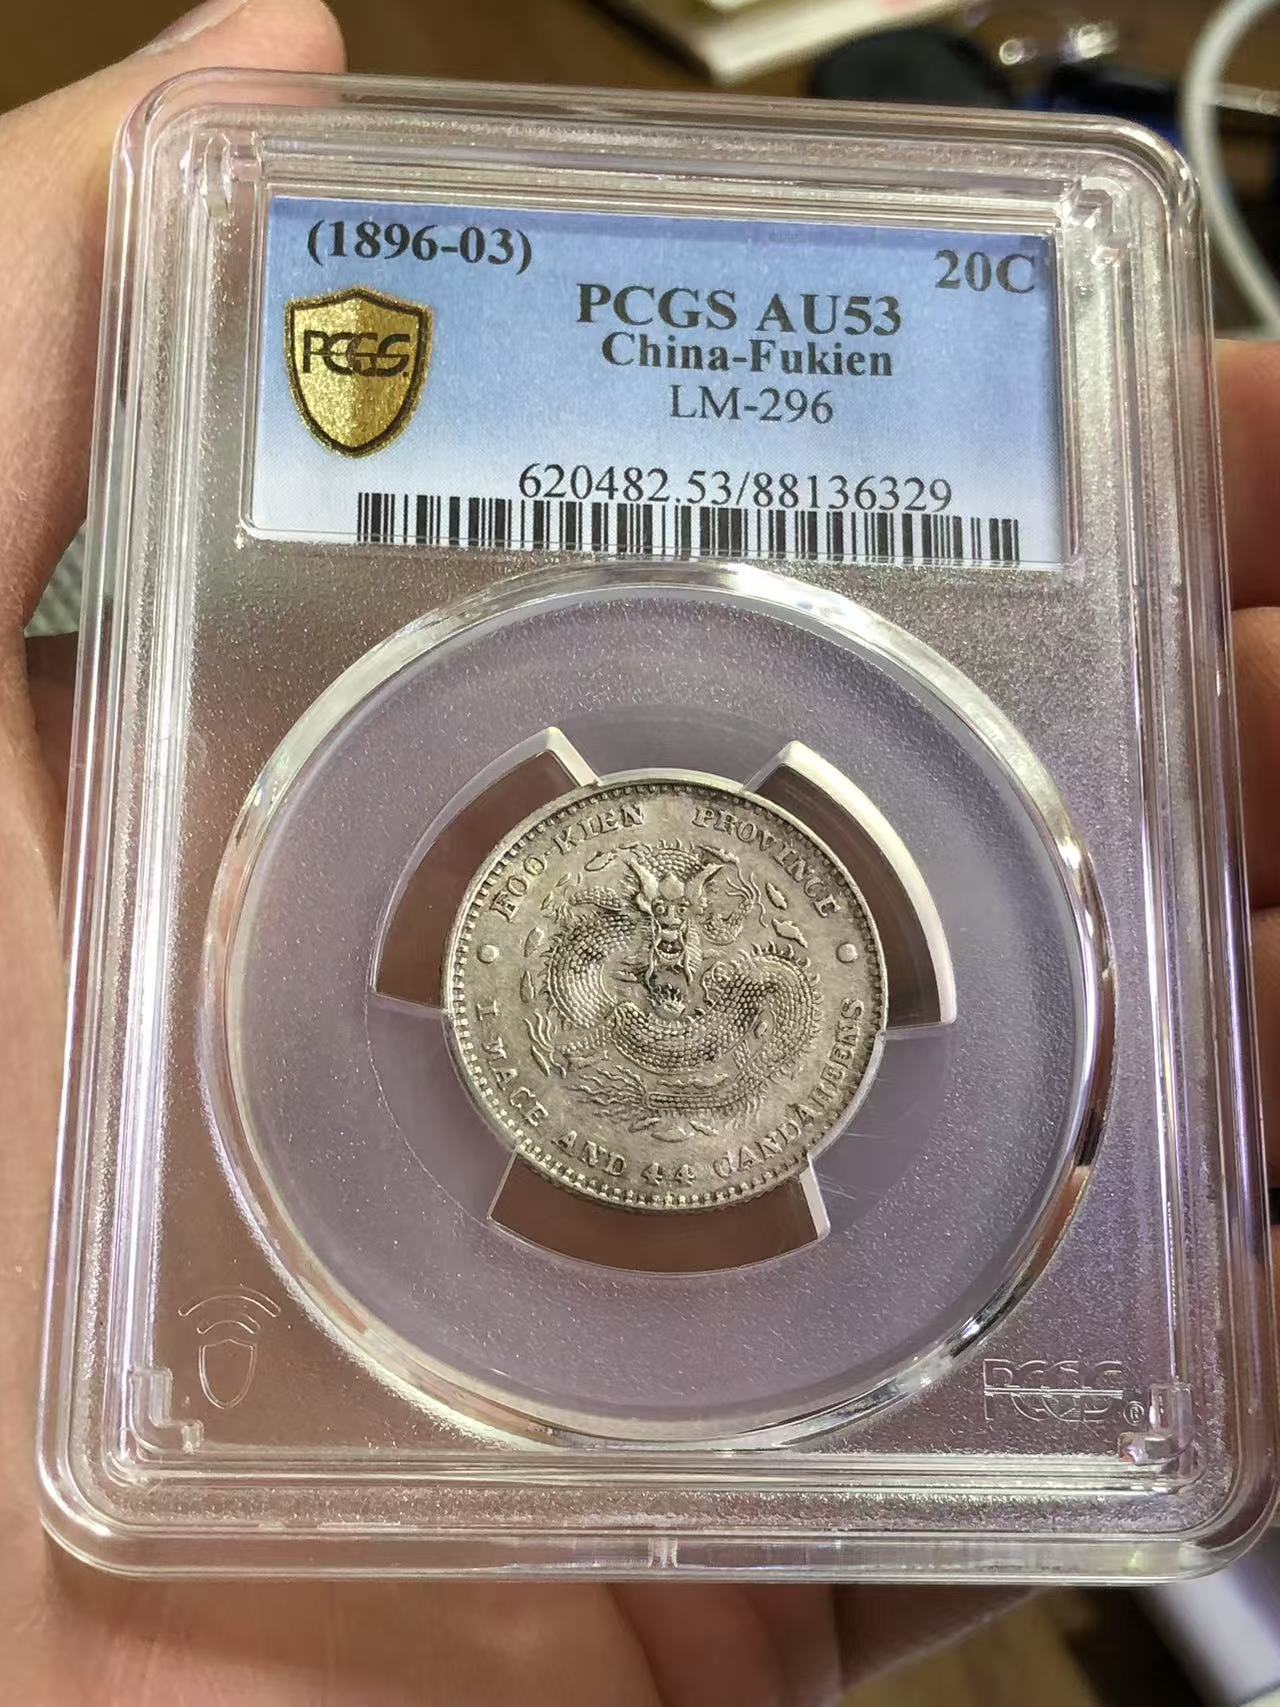 (1896-03)
20C
PCGS AU53
China-Fukien
LM-296
PCGS
620482.53/88136329
FOO-KIEN PROVINCE
1 MACE AND 44 CANDAREENS
PCGS®